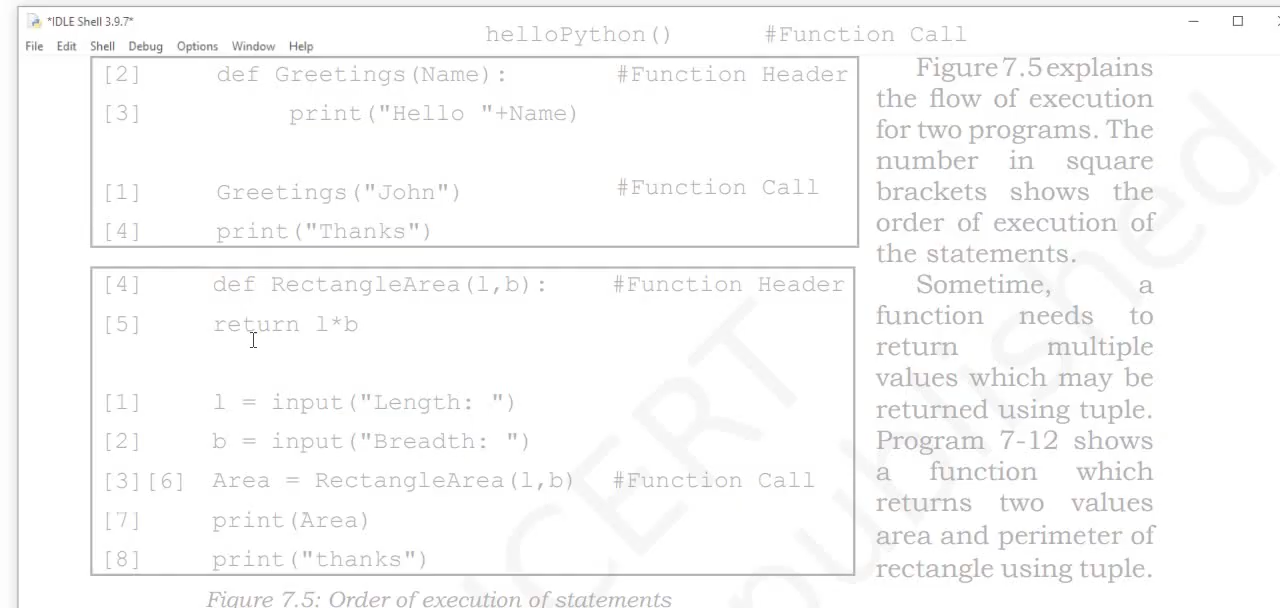 *IDLE Shell 3.9.7*
File Edit Shell Debug Options Window Help
helloPython() #Function Call
[2] def Greetings(Name): #Function Header
[3] print("Hello "+Name)
[1] Greetings("John") #Function Call
[4] print("Thanks")
[4] def RectangleArea(l,b): #Function Header
[5] return l*b
[1] l = input("Length: ")
[2] b = input("Breadth: ")
[3][6] Area = RectangleArea(l,b) #Function Call
[7] print(Area)
[8] print("thanks")
Figure 7.5: Order of execution of statements
Figure 7.5 explains
the flow of execution
for two programs. The
number in square
brackets shows the
order of execution of
the statements.
Sometime, a
function needs to
return multiple
values which may be
returned using tuple.
Program 7-12 shows
a function which
returns two values
area and perimeter of
rectangle using tuple.